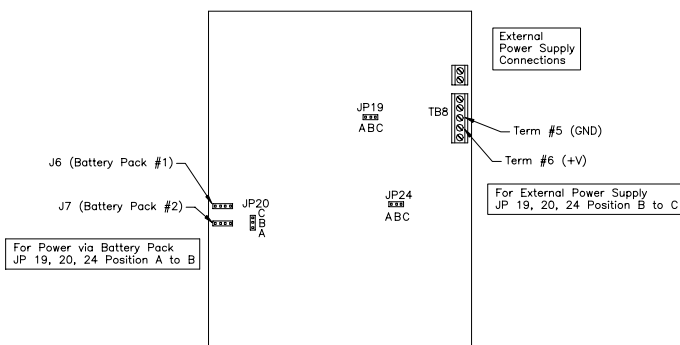 External
Power Supply
Connections
JP19
ABC
TB8
Term #5 (GND)
Term #6 (+V)
J6 (Battery Pack #1)
J7 (Battery Pack #2)
JP20
C
B
A
JP24
ABC
For External Power Supply
JP 19, 20, 24 Position B to C
For Power via Battery Pack
JP 19, 20, 24 Position A to B